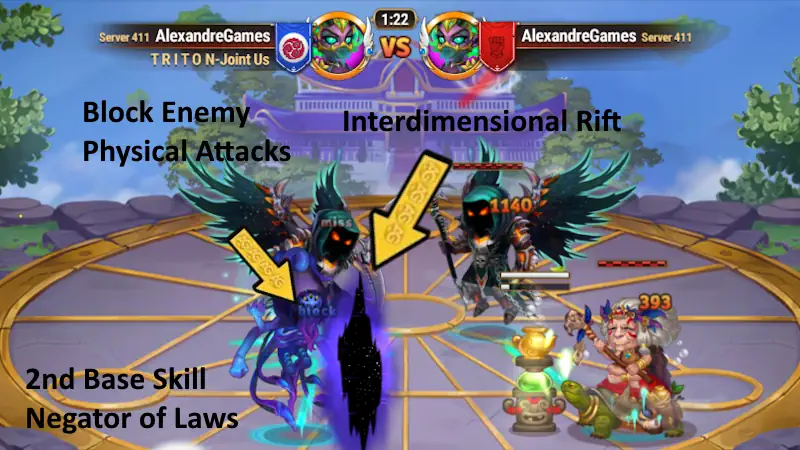 Server 411 AlexandreGames
1:22
AlexandreGames Server 411
VS
T R I T O N-Joint Us
Block Enemy
Physical Attacks
Interdimensional Rift
miss
1140
block
393
2nd Base Skill
Negator of Laws